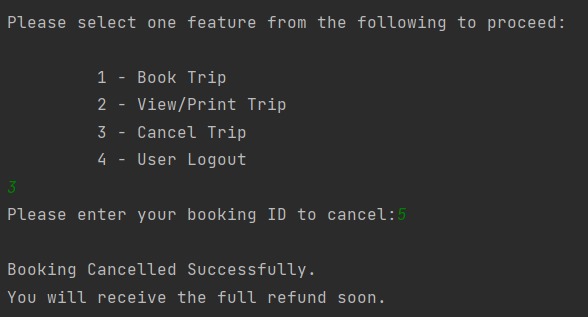 Please select one feature from the following to proceed:
1 - Book Trip
2 - View/Print Trip
3 - Cancel Trip
4 - User Logout
3
Please enter your booking ID to cancel:5
Booking Cancelled Successfully.
You will receive the full refund soon.